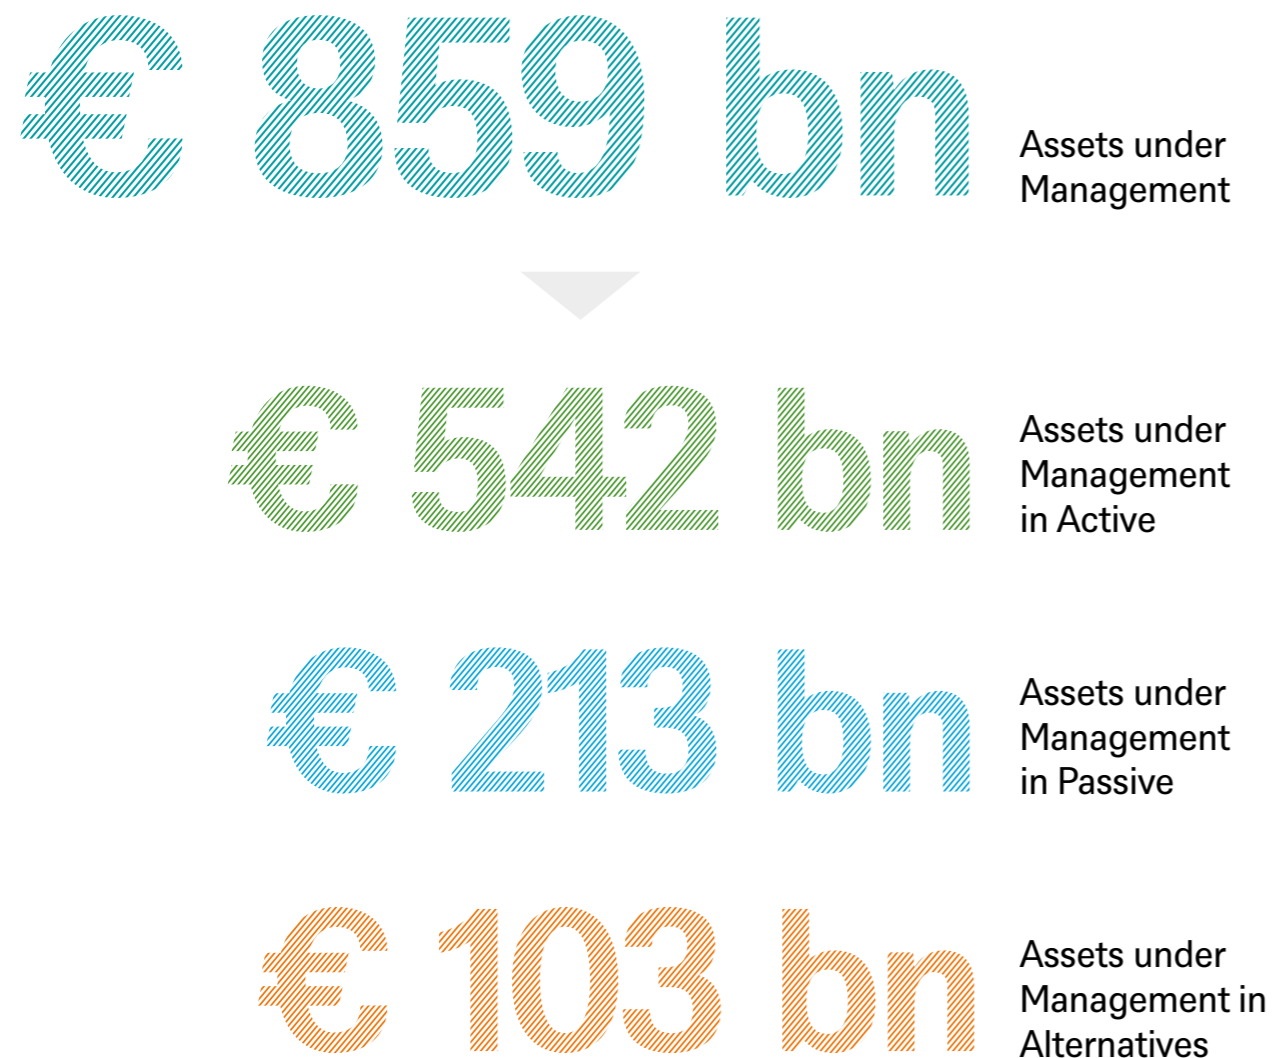 € 859 bn
Assets under
Management
€ 542 bn
Assets under
Management
in Active
€ 213 bn
Assets under
Management
in Passive
€ 103 bn
Assets under
Management in
Alternatives